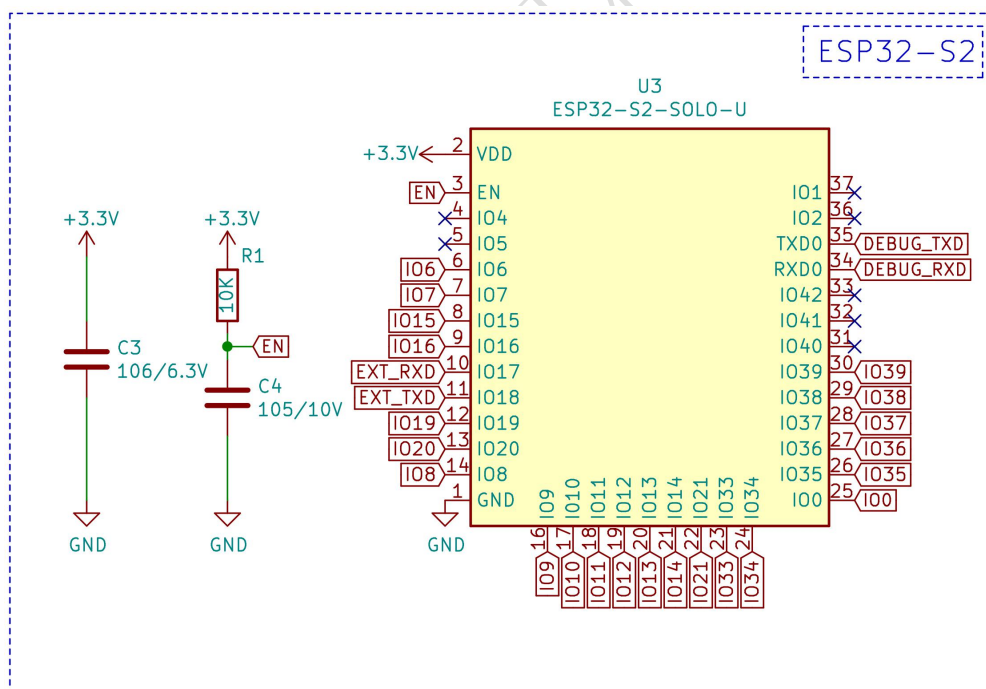 ESP32-S2
U3
ESP32-S2-SOLO-U
+3.3V
2
VDD
EN
3
EN
4
IO4
5
IO5
IO6
6
IO6
IO7
7
IO7
IO15
8
IO15
IO16
9
IO16
EXT_RXD
10
IO17
EXT_TXD
11
IO18
IO19
12
IO19
IO20
13
IO20
IO8
14
IO8
1
GND
GND
IO1
37
IO2
36
TXD0
35
DEBUG_TXD
RXD0
34
DEBUG_RXD
IO42
33
IO41
32
IO40
31
IO39
30
IO39
IO38
29
IO38
IO37
28
IO37
IO36
27
IO36
IO35
26
IO35
IO0
25
IO0
IO9
16
IO9
IO10
17
IO10
IO11
18
IO11
IO12
19
IO12
IO13
20
IO13
IO14
21
IO14
IO21
22
IO21
IO33
23
IO33
IO34
24
IO34
+3.3V
C3
106/6.3V
GND
+3.3V
R1
10K
EN
C4
105/10V
GND